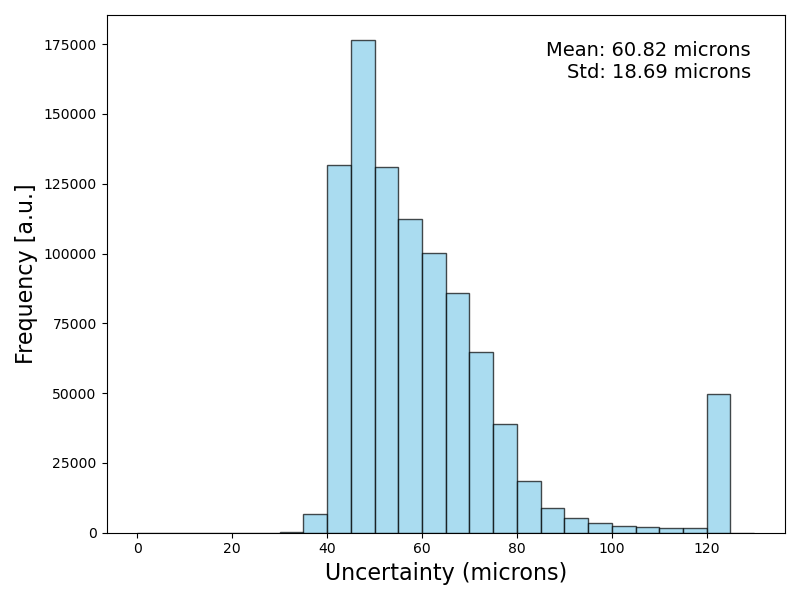 Mean: 60.82 microns
Std: 18.69 microns
Frequency [a.u.]
175000
150000
125000
100000
75000
50000
25000
0
0 20 40 60 80 100 120
Uncertainty (microns)